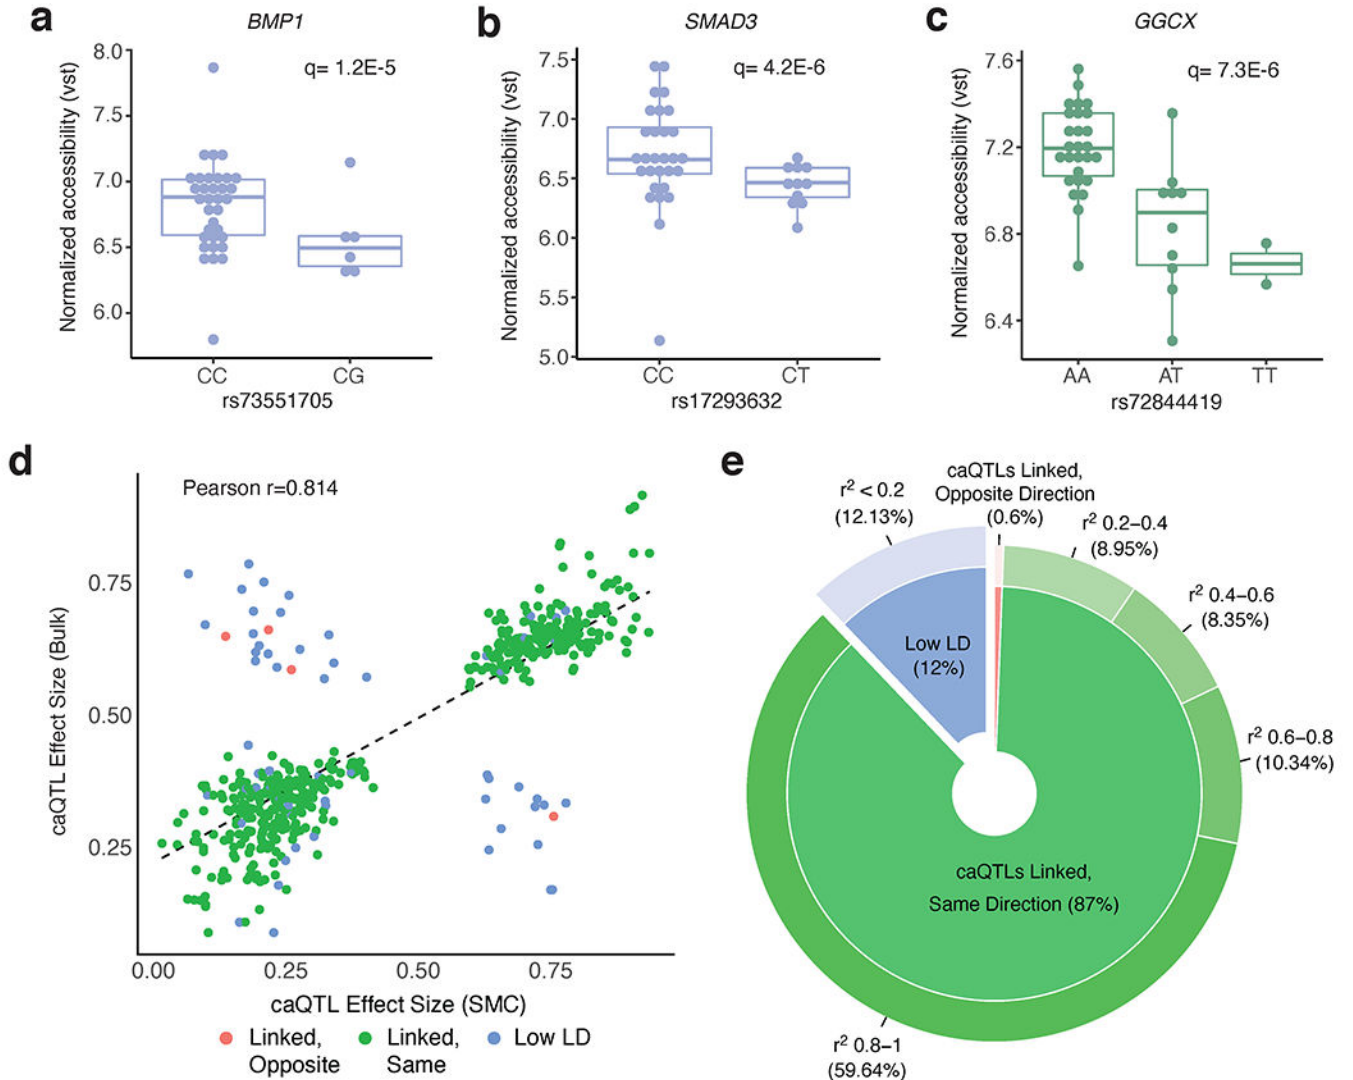 a
BMP1
Normalized accessibility (vst)
8.0
7.5
7.0
6.5
6.0
q= 1.2E-5
CC
CG
rs73551705
b
SMAD3
Normalized accessibility (vst)
7.5
7.0
6.5
6.0
5.5
5.0
q= 4.2E-6
CC
CT
rs17293632
c
GGCX
Normalized accessibility (vst)
7.6
7.2
6.8
6.4
q= 7.3E-6
AA
AT
TT
rs72844419
d
Pearson r=0.814
caQTL Effect Size (Bulk)
0.75
0.50
0.25
0.00
0.25
0.50
0.75
caQTL Effect Size (SMC)
Linked,
Opposite
Linked,
Same
Low LD
e
r² < 0.2
(12.13%)
caQTLs Linked,
Opposite Direction
(0.6%)
r² 0.2–0.4
(8.95%)
r² 0.4–0.6
(8.35%)
r² 0.6–0.8
(10.34%)
Low LD
(12%)
caQTLs Linked,
Same Direction (87%)
r² 0.8–1
(59.64%)